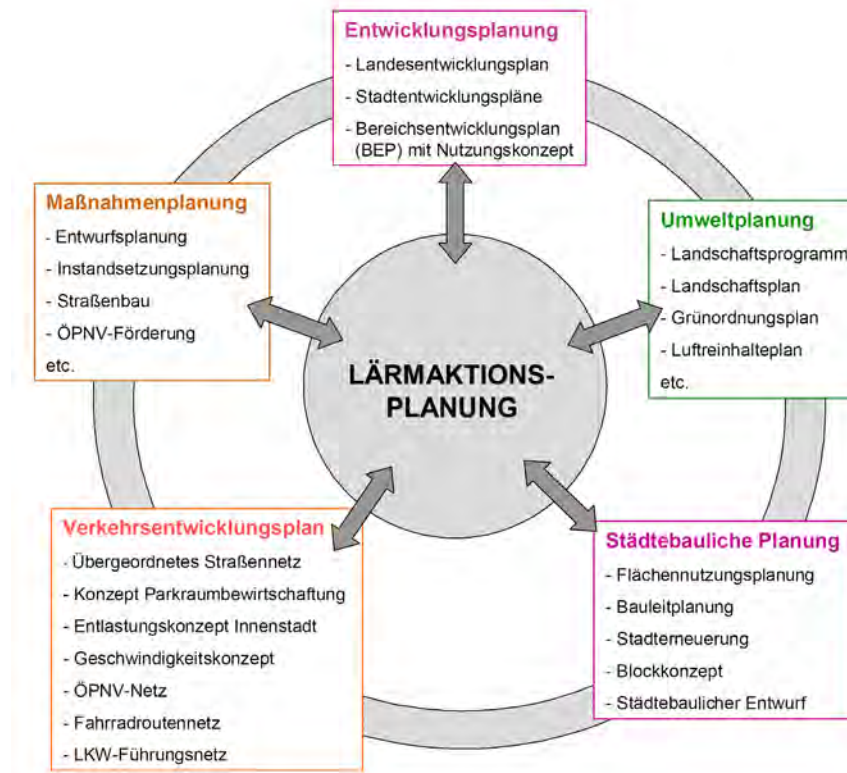 Entwicklungsplanung
- Landesentwicklungsplan
- Stadtentwicklungspläne
- Bereichsentwicklungsplan
(BEP) mit Nutzungskonzept
Maßnahmenplanung
- Entwurfsplanung
- Instandsetzungsplanung
- Straßenbau
- ÖPNV-Förderung
etc.
Umweltplanung
- Landschaftsprogramm
- Landschaftsplan
- Grünordnungsplan
- Luftreinhalteplan
etc.
LÄRMAKTIONS-
PLANUNG
Verkehrsentwicklungsplan
- Übergeordnetes Straßennetz
- Konzept Parkraumbewirtschaftung
- Entlastungskonzept Innenstadt
- Geschwindigkeitskonzept
- ÖPNV-Netz
- Fahrradroutennetz
- LKW-Führungsnetz
Städtebauliche Planung
- Flächennutzungsplanung
- Bauleitplanung
- Stadterneuerung
- Blockkonzept
- Städtebaulicher Entwurf